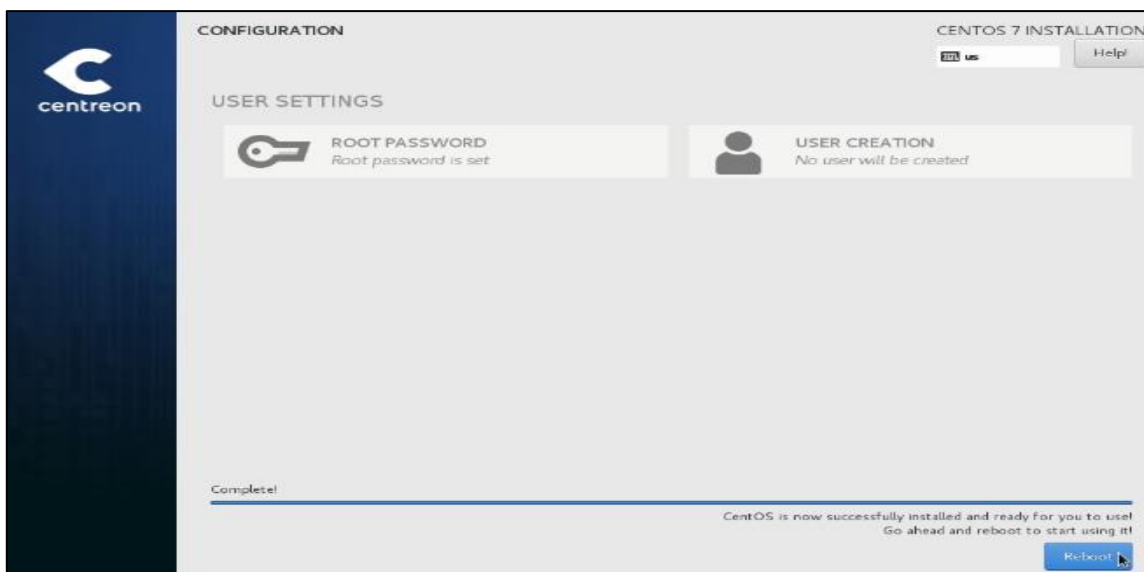 centreon
CONFIGURATION
CENTOS 7 INSTALLATION
us
Help!
USER SETTINGS
ROOT PASSWORD
Root password is set
USER CREATION
No user will be created
Complete!
CentOS is now successfully installed and ready for you to use!
Go ahead and reboot to start using it!
Reboot